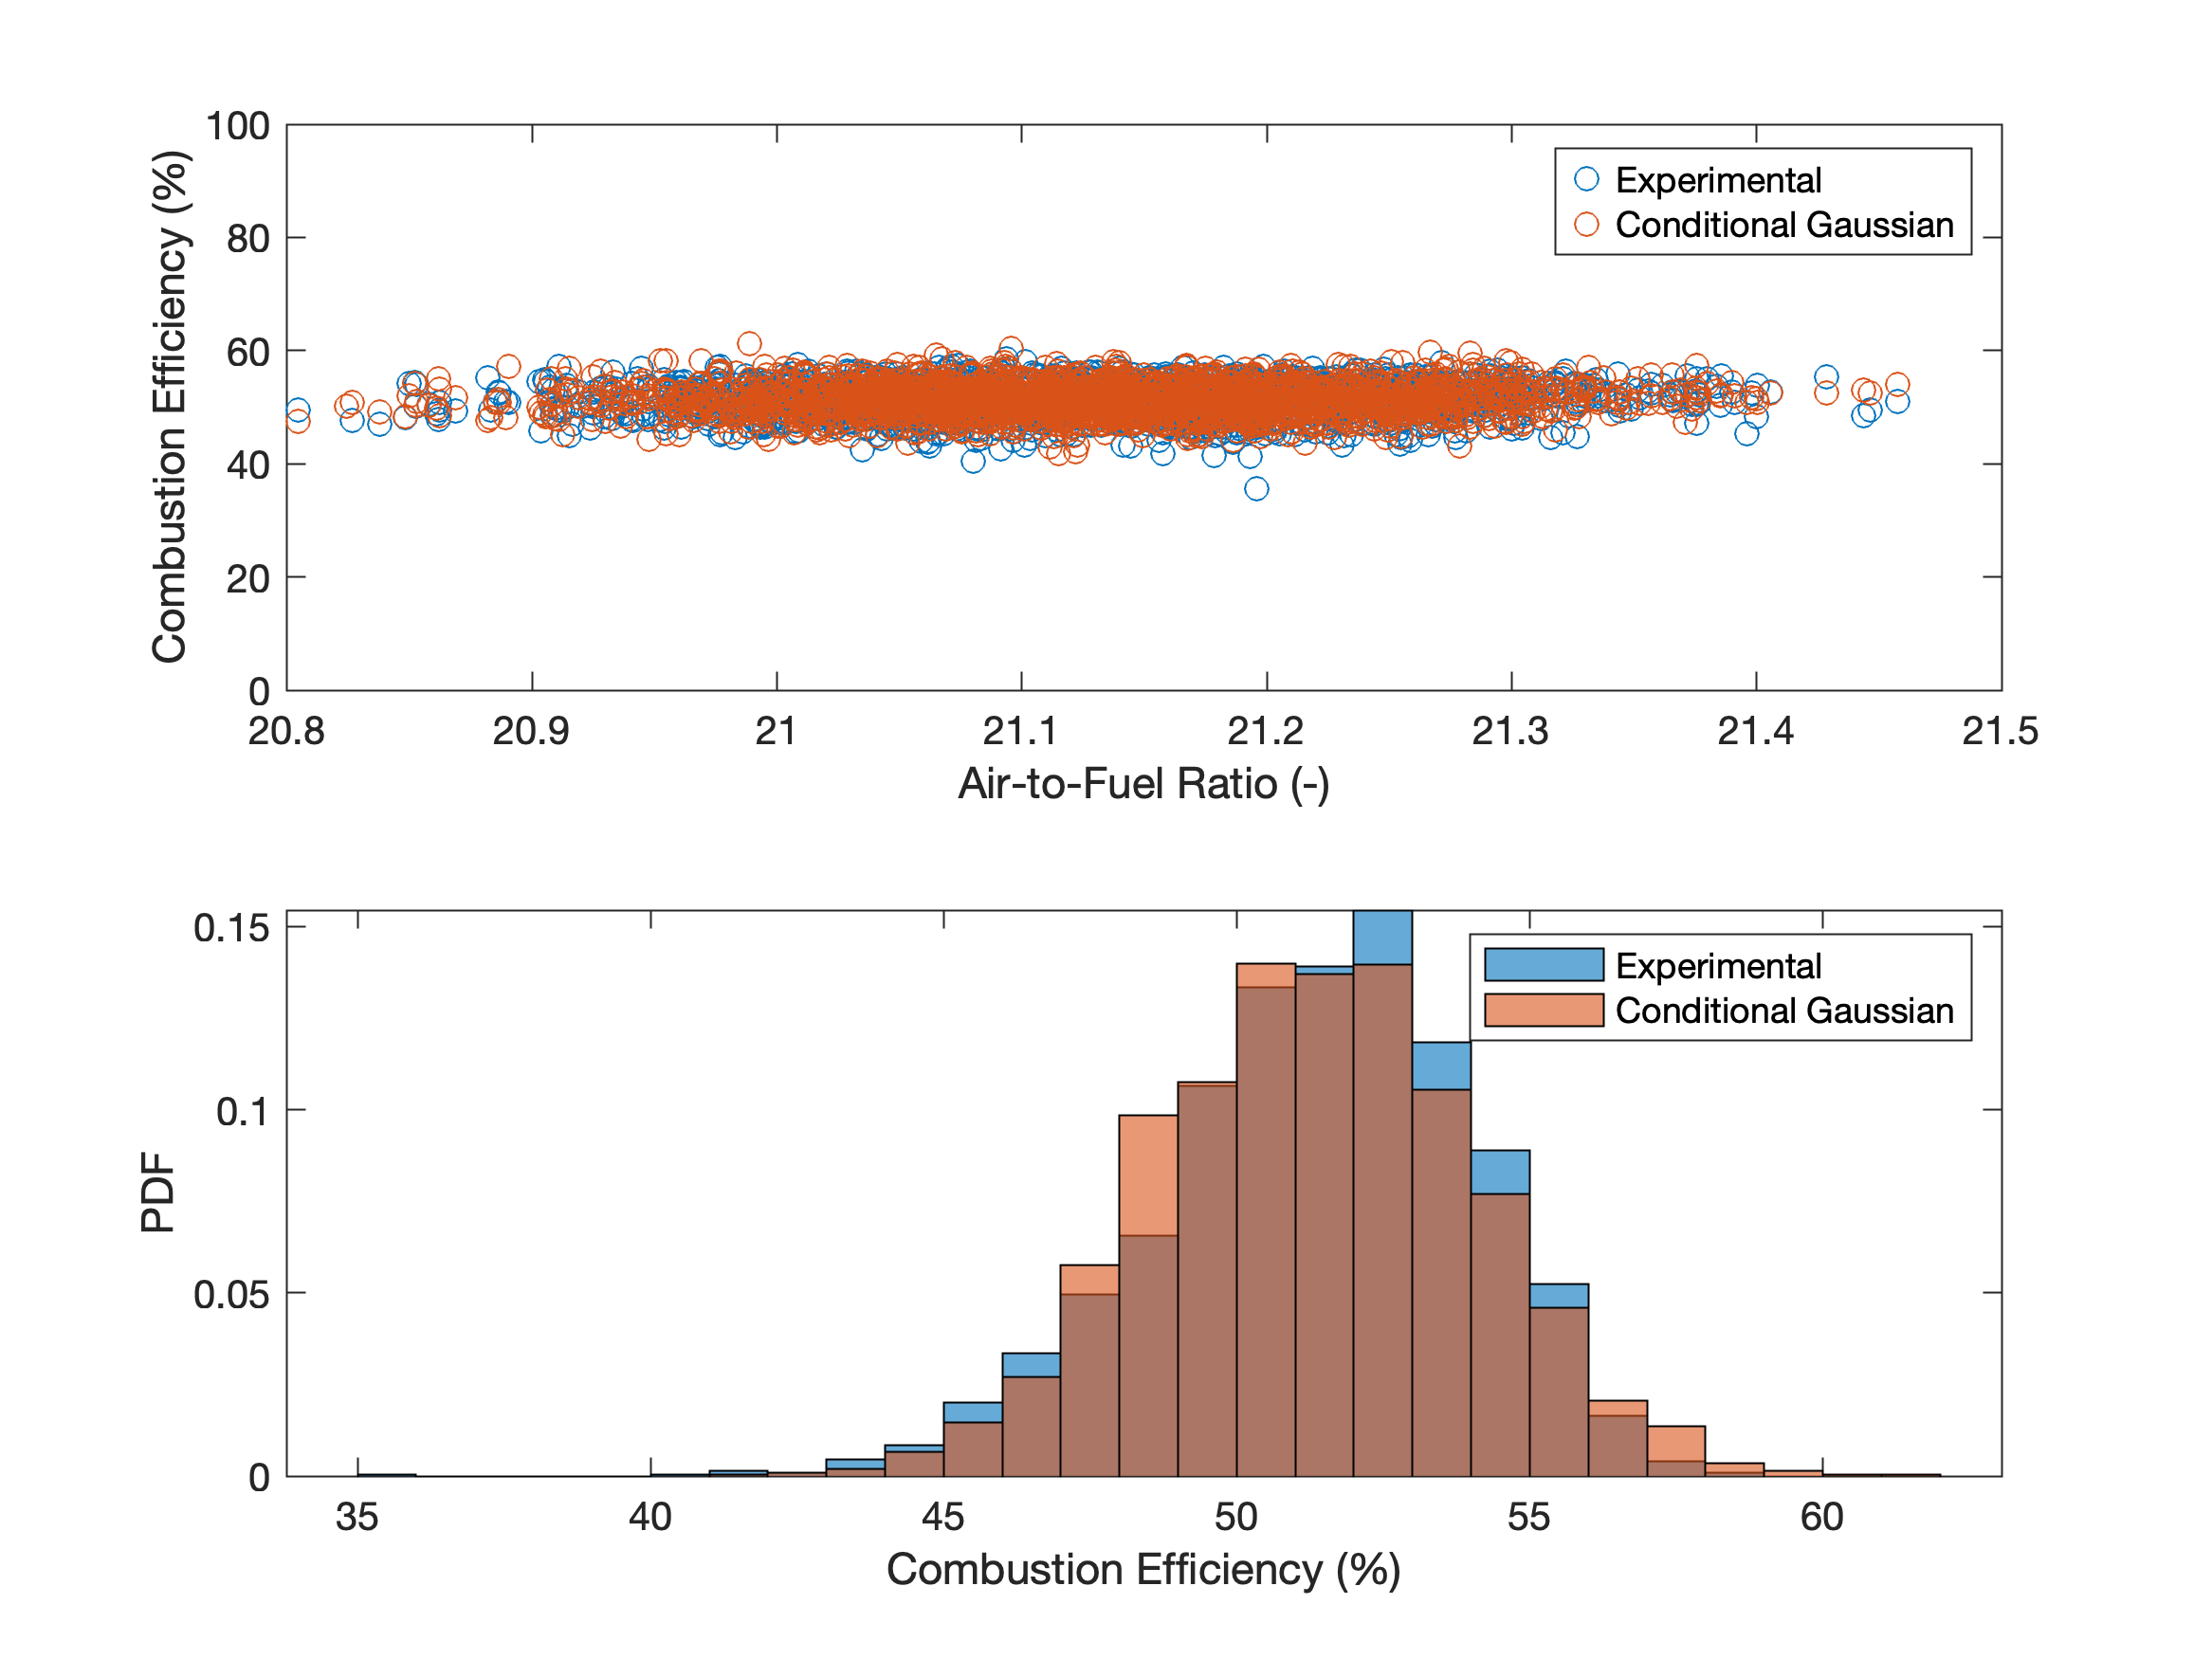 100
80
60
40
20
0
Combustion Efficiency (%)
Experimental
Conditional Gaussian
20.8 20.9 21 21.1 21.2 21.3 21.4 21.5
Air-to-Fuel Ratio (-)
0.15
0.1
0.05
0
PDF
Experimental
Conditional Gaussian
35 40 45 50 55 60
Combustion Efficiency (%)